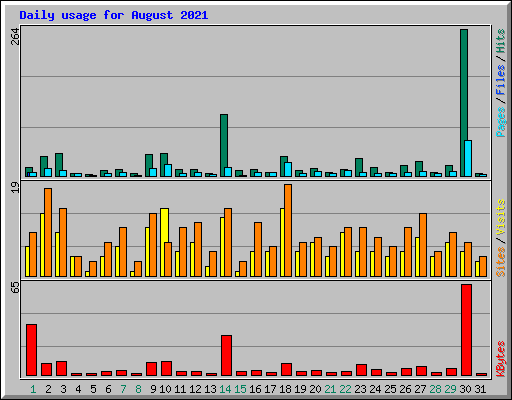 Daily usage for August 2021
264
Pages / Files / Hits
19
Sites / Visits
65
KBytes
1 2 3 4 5 6 7 8 9 10 11 12 13 14 15 16 17 18 19 20 21 22 23 24 25 26 27 28 29 30 31